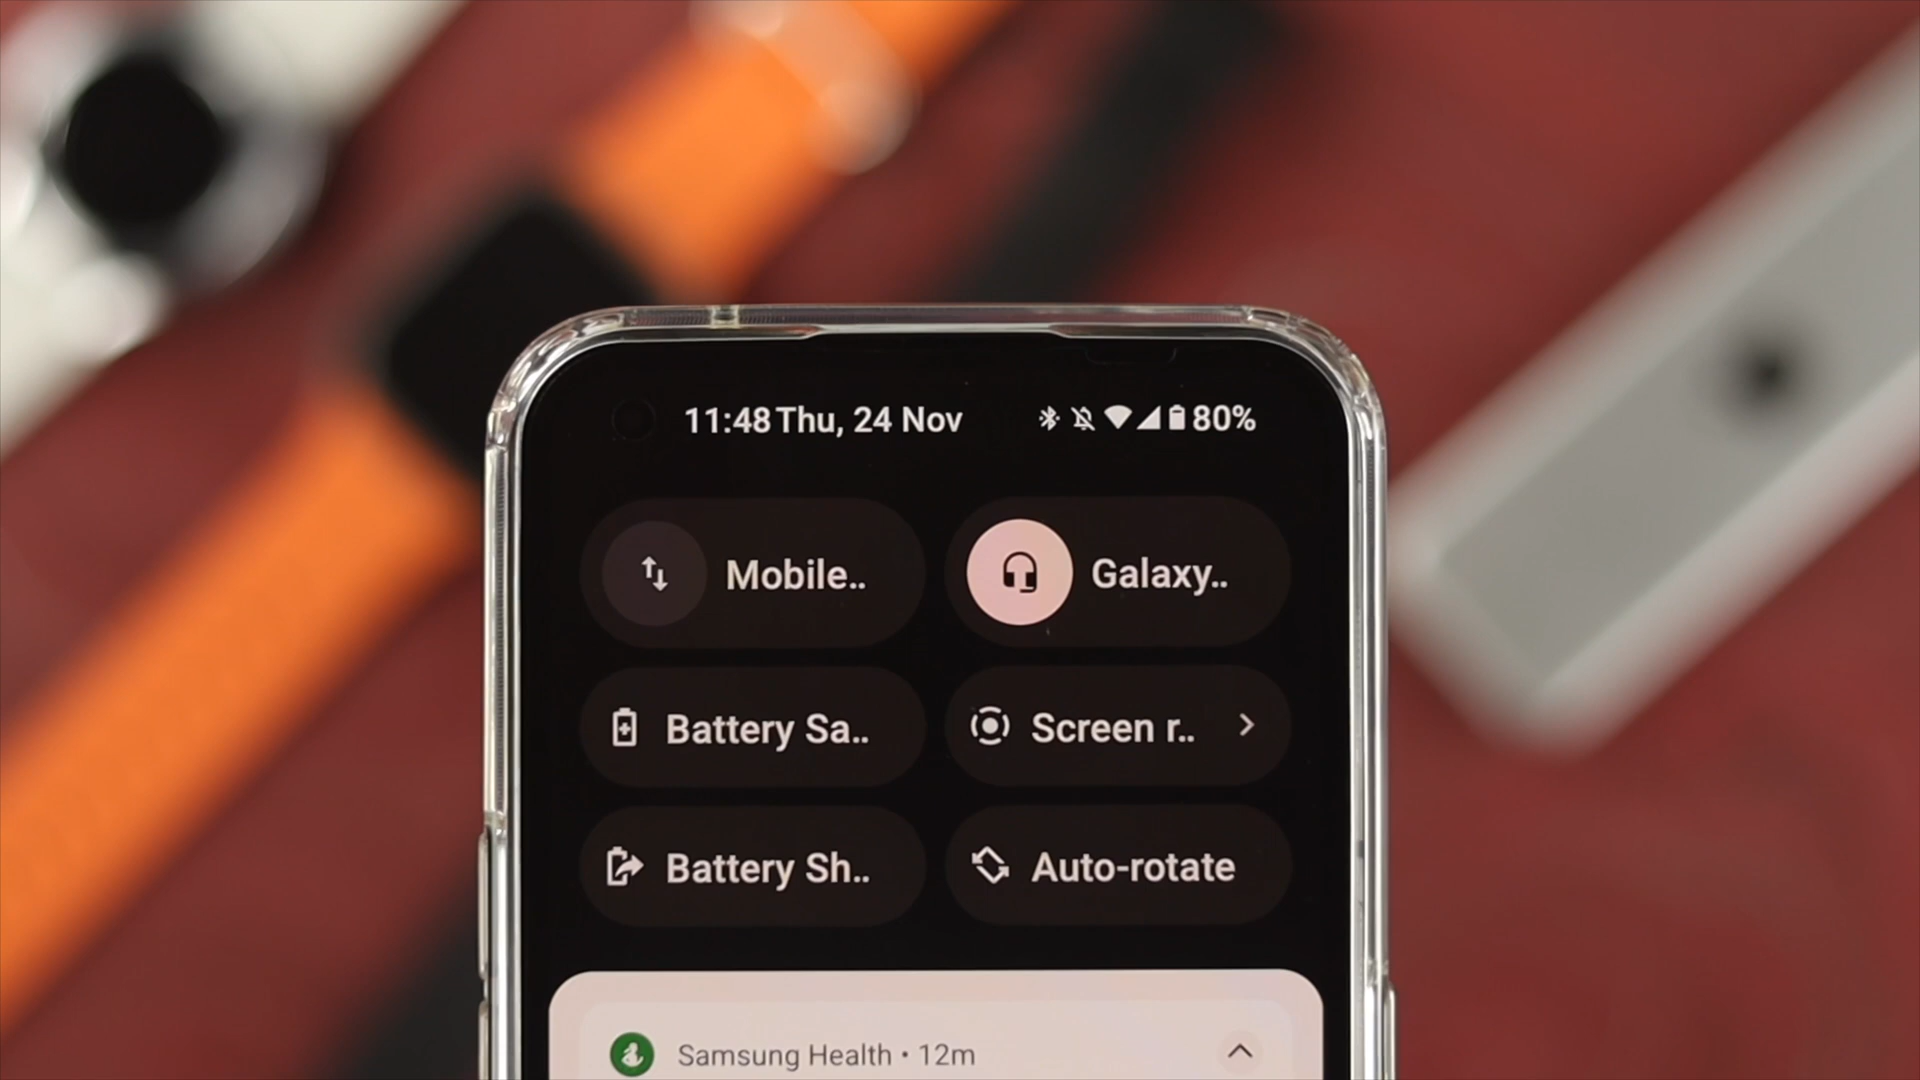 11:48 Thu, 24 Nov 80%
Mobile.. Galaxy..
Battery Sa.. Screen r..
Battery Sh.. Auto-rotate
Samsung Health • 12m